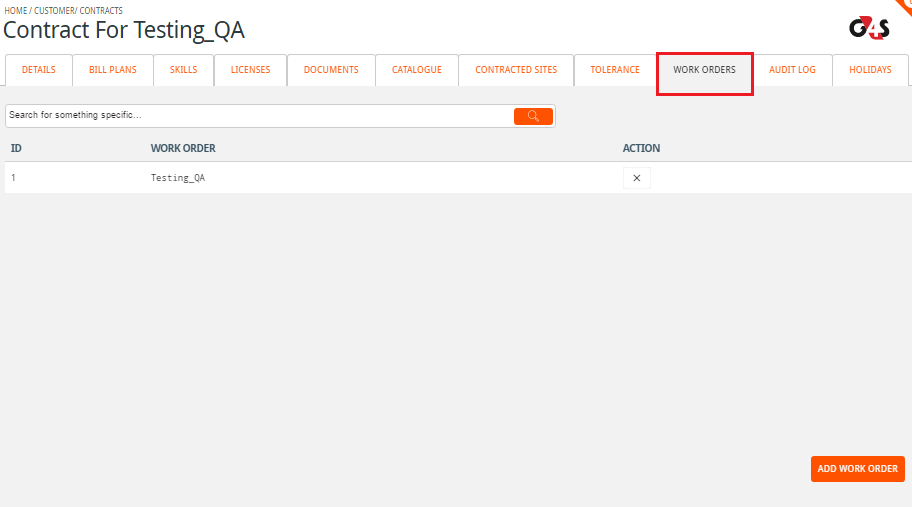 HOME / CUSTOMER/ CONTRACTS
Contract For Testing_QA
G4S
DETAILS BILL PLANS SKILLS LICENSES DOCUMENTS CATALOGUE CONTRACTED SITES TOLERANCE WORK ORDERS AUDIT LOG HOLIDAYS
Search for something specific...
ID WORK ORDER ACTION
1 Testing_QA ×
ADD WORK ORDER